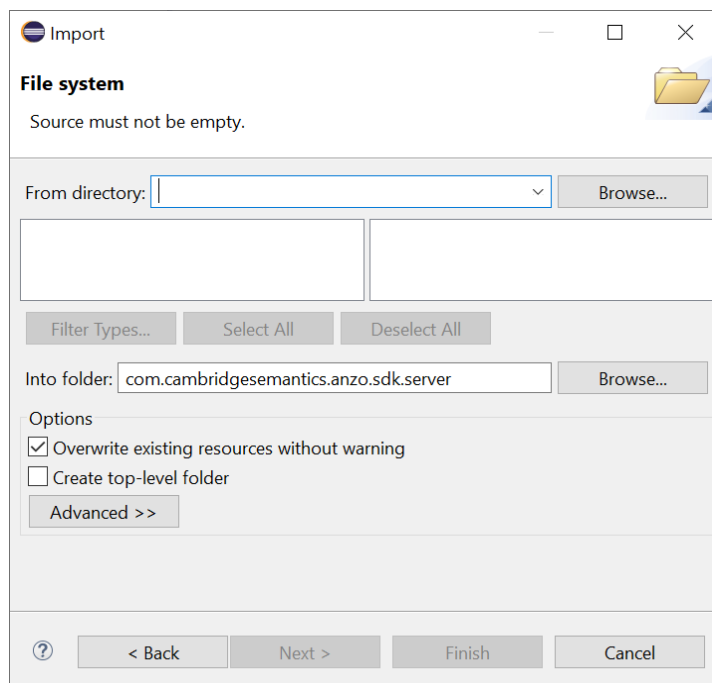 Import
File system
Source must not be empty.
From directory: Browse...
Filter Types... Select All Deselect All
Into folder: com.cambridgesemantics.anzo.sdk.server Browse...
Options
Overwrite existing resources without warning
Create top-level folder
Advanced >>
? < Back Next > Finish Cancel